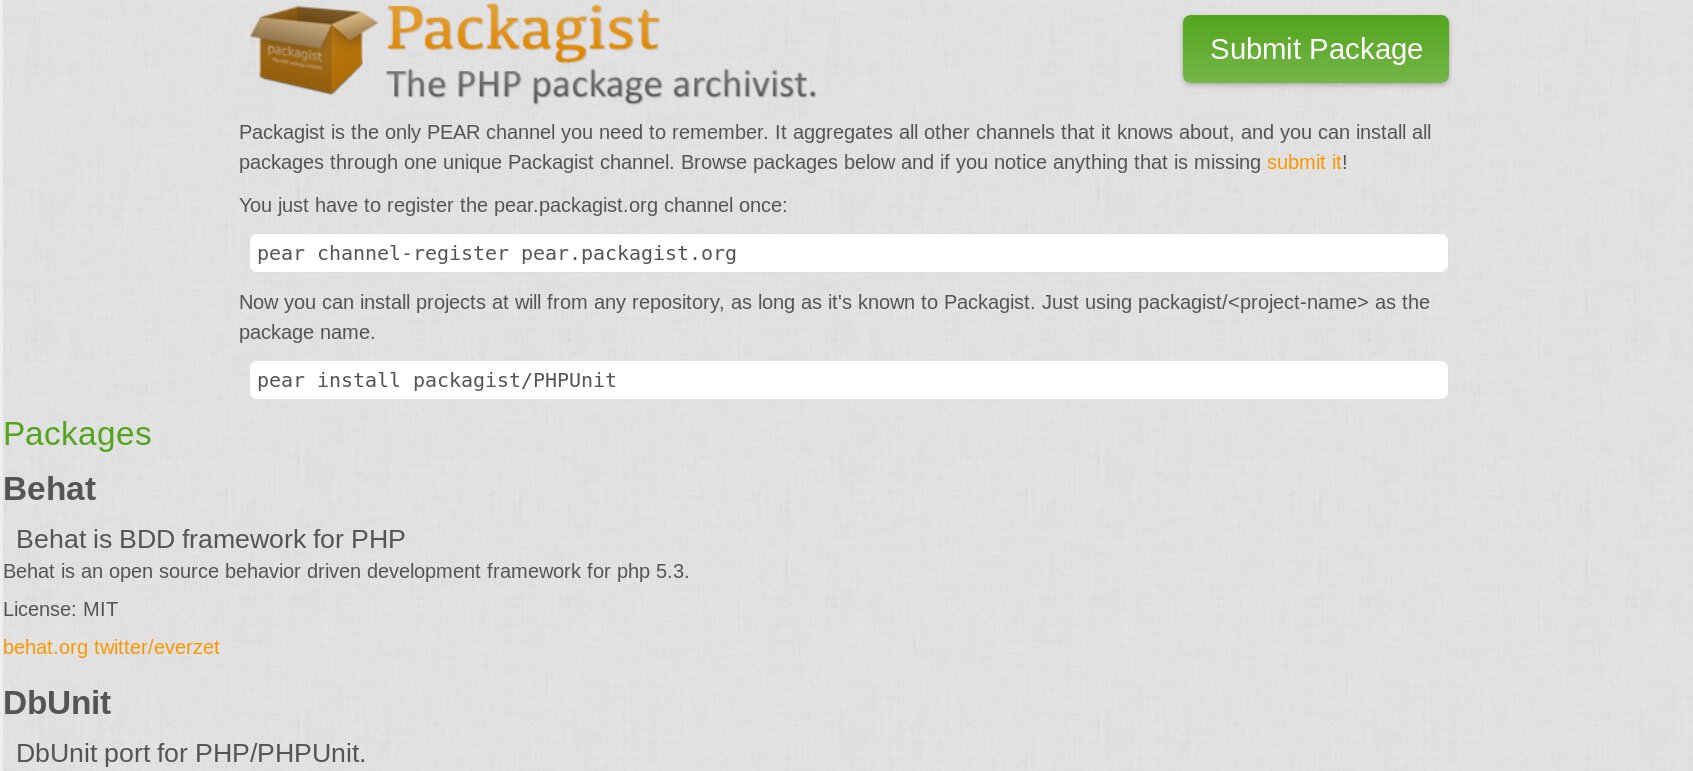 packagist
The PHP package archivist.
Packagist
The PHP package archivist.
Submit Package
Packagist is the only PEAR channel you need to remember. It aggregates all other channels that it knows about, and you can install all
packages through one unique Packagist channel. Browse packages below and if you notice anything that is missing submit it!
You just have to register the pear.packagist.org channel once:
pear channel-register pear.packagist.org
Now you can install projects at will from any repository, as long as it's known to Packagist. Just using packagist/<project-name> as the
package name.
pear install packagist/PHPUnit
Packages
Behat
Behat is BDD framework for PHP
Behat is an open source behavior driven development framework for php 5.3.
License: MIT
behat.org twitter/everzet
DbUnit
DbUnit port for PHP/PHPUnit.